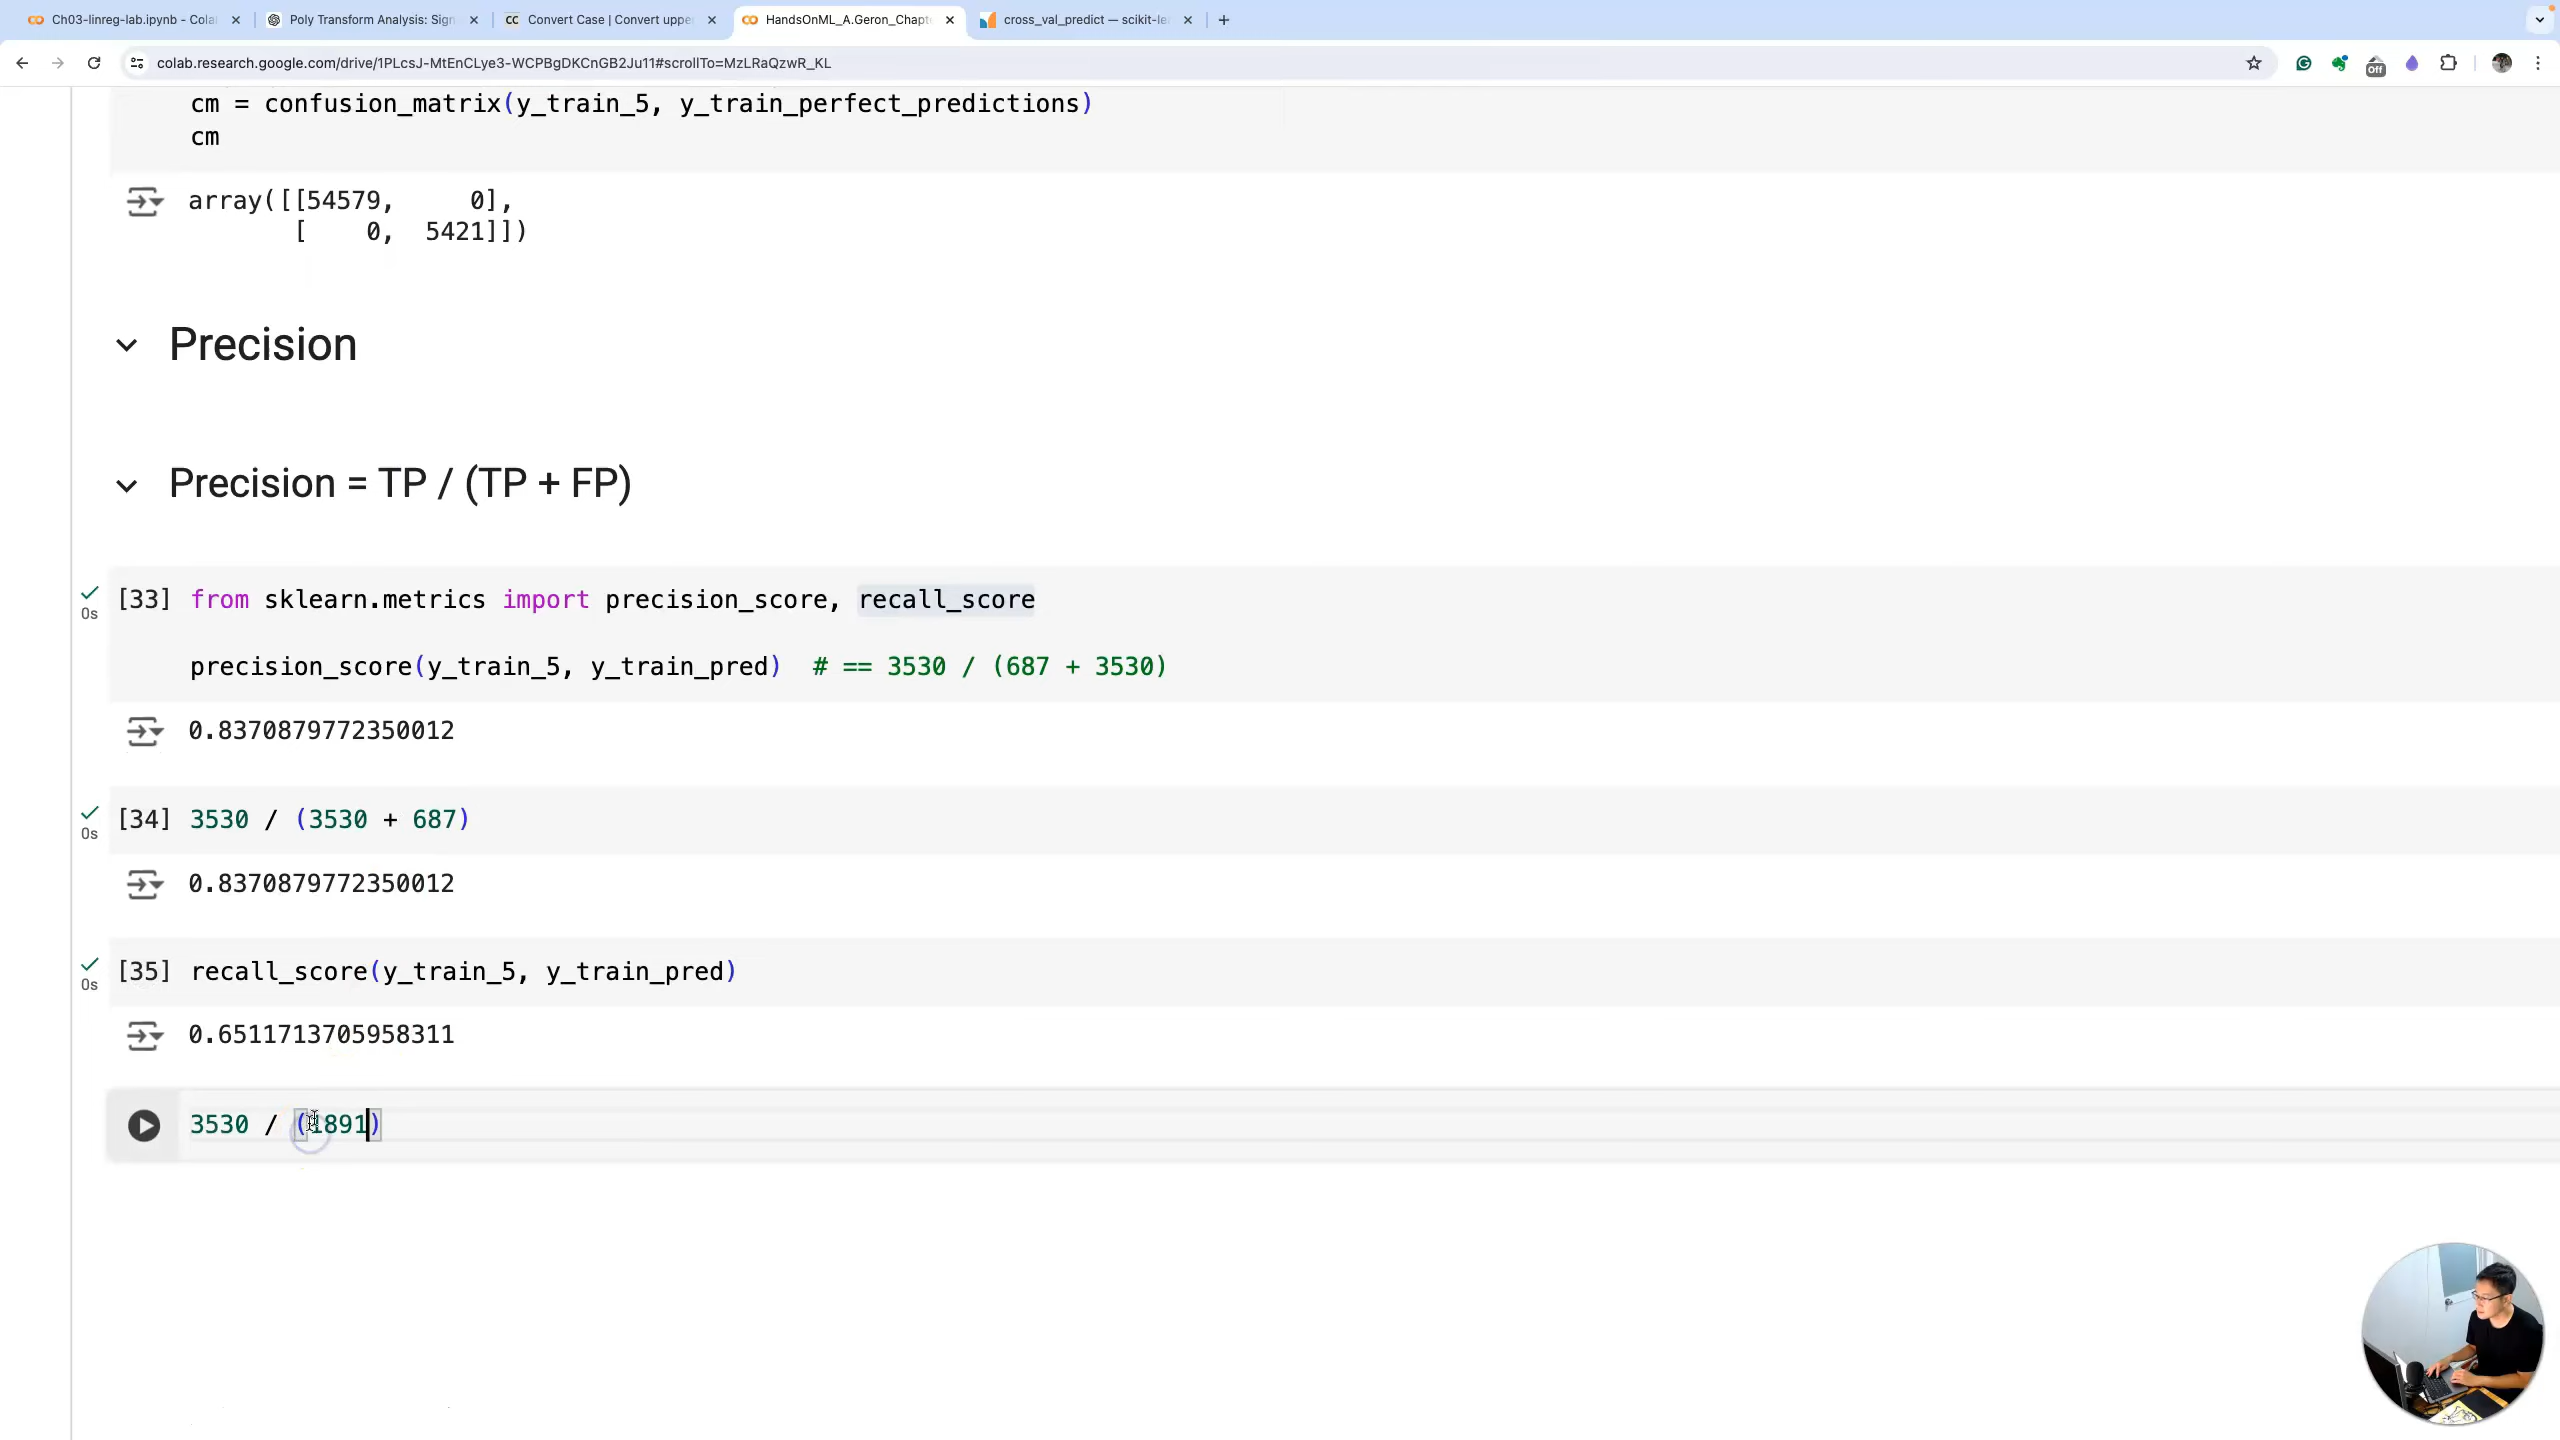 Ch03-linreg-lab.ipynb - Cola
Poly Transform Analysis: Sign
CC Convert Case | Convert uppe
HandsOnML_A.Geron_Chapt
cross_val_predict — scikit-le
colab.research.google.com/drive/1PLcsJ-MtEnCLye3-WCPBgDKCnGB2Ju11#scrollTo=MzLRaQzwR_KL
Off
cm = confusion_matrix(y_train_5, y_train_perfect_predictions)
cm
array([[54579, 0],
[ 0, 5421]])
Precision
Precision = TP / (TP + FP)
[33] from sklearn.metrics import precision_score, recall_score
0s
precision_score(y_train_5, y_train_pred) # == 3530 / (687 + 3530)
0.8370879772350012
[34] 3530 / (3530 + 687)
0s
0.8370879772350012
[35] recall_score(y_train_5, y_train_pred)
0s
0.6511713705958311
3530 / (1891)